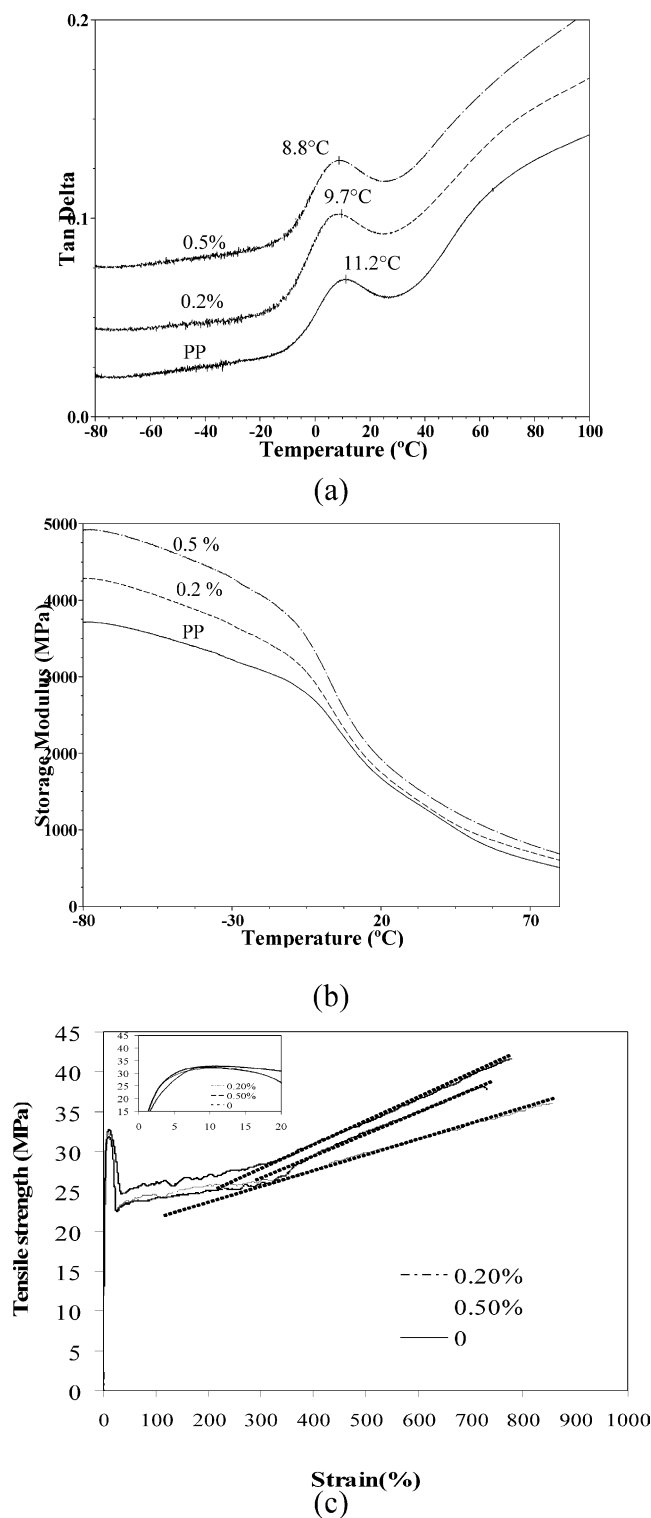 0.2
8.8°C
9.7°C
0.5%
0.1
Tan Delta
11.2°C
0.2%
PP
0.0
-80 -60 -40 -20 0 20 40 60 80 100
Temperature (ºC)
(a)
5000
0.5 %
4000
0.2 %
PP
3000
Storage Modulus (MPa)
2000
1000
0
-80 -30 20 70
Temperature (ºC)
(b)
45
40
35
30
25
20
15
10
5
0
Tensile strength (MPa)
45
40
35
30
25
20
15
0.20%
0.50%
0
0 5 10 15 20
0.20%
0.50%
0
0 100 200 300 400 500 600 700 800 900 1000
Strain(%)
(c)